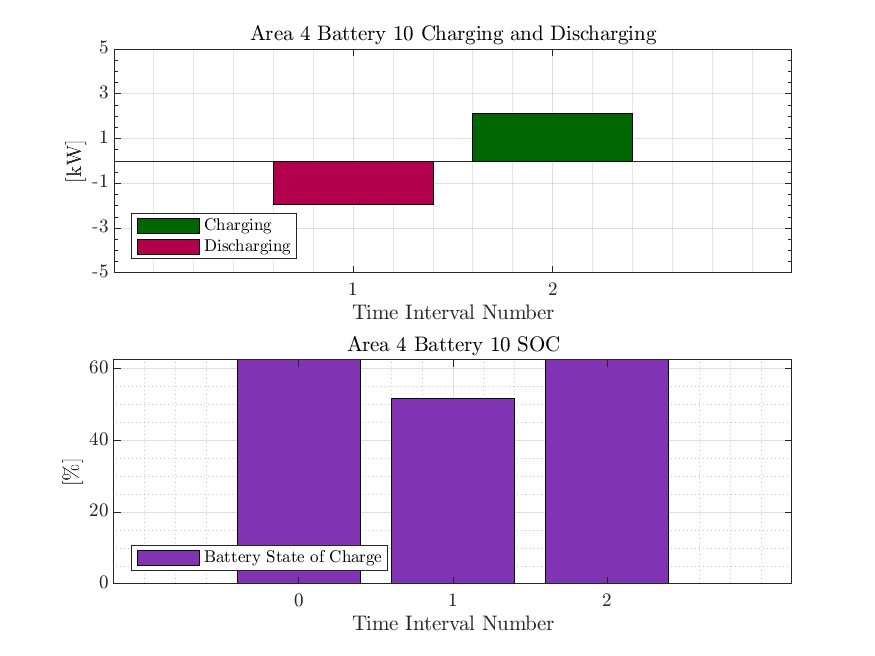 Area 4 Battery 10 Charging and Discharging
5
3
1
-1
-3
-5
[kW]
Charging
Discharging
1 2
Time Interval Number
Area 4 Battery 10 SOC
60
40
20
0
[%]
Battery State of Charge
0 1 2
Time Interval Number